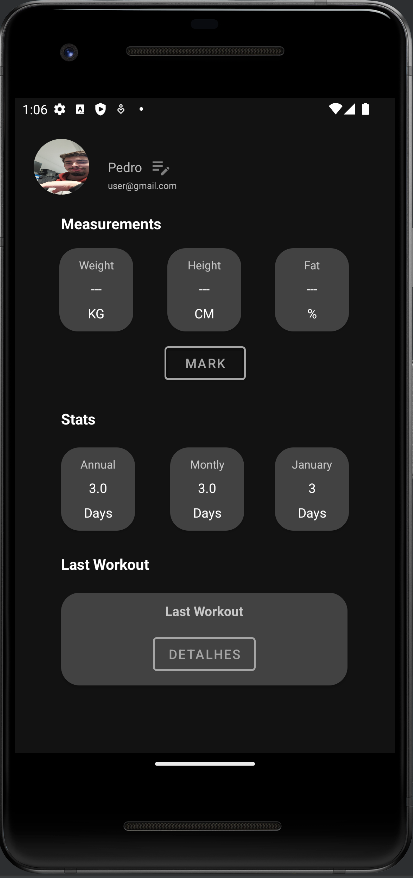 1:06
Pedro
user@gmail.com
Measurements
Weight Height Fat
--- --- ---
KG CM %
MARK
Stats
Annual Montly January
3.0 3.0 3
Days Days Days
Last Workout
Last Workout
DETALHES